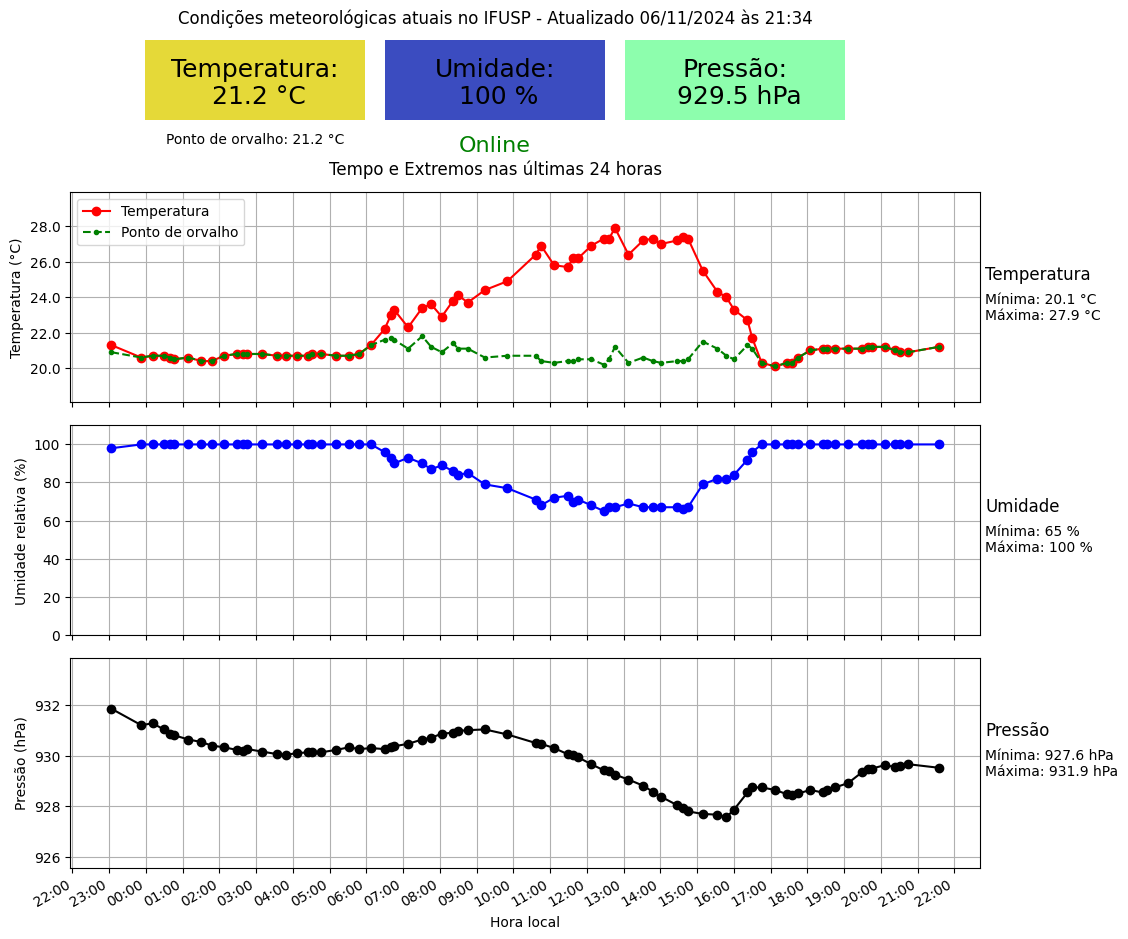 Condições meteorológicas atuais no IFUSP - Atualizado 06/11/2024 às 21:34
Temperatura:
21.2 °C
Umidade:
100 %
Pressão:
929.5 hPa
Ponto de orvalho: 21.2 °C
Online
Tempo e Extremos nas últimas 24 horas
Temperatura (°C)
28.0
26.0
24.0
22.0
20.0
Temperatura
Ponto de orvalho
Temperatura
Mínima: 20.1 °C
Máxima: 27.9 °C
Umidade relativa (%)
100
80
60
40
20
0
Umidade
Mínima: 65 %
Máxima: 100 %
Pressão (hPa)
932
930
928
926
Pressão
Mínima: 927.6 hPa
Máxima: 931.9 hPa
22:00 23:00 00:00 01:00 02:00 03:00 04:00 05:00 06:00 07:00 08:00 09:00 10:00 11:00 12:00 13:00 14:00 15:00 16:00 17:00 18:00 19:00 20:00 21:00 22:00
Hora local